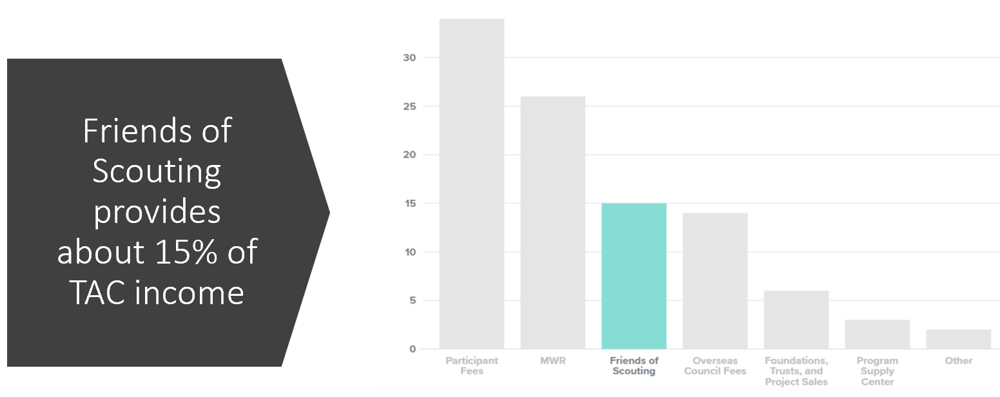 Friends of
Scouting
provides
about 15% of
TAC income
30
25
20
15
10
5
0
Participant
Fees
MWR
Friends of
Scouting
Overseas
Council Fees
Foundations,
Trusts, and
Project Sales
Program
Supply
Center
Other